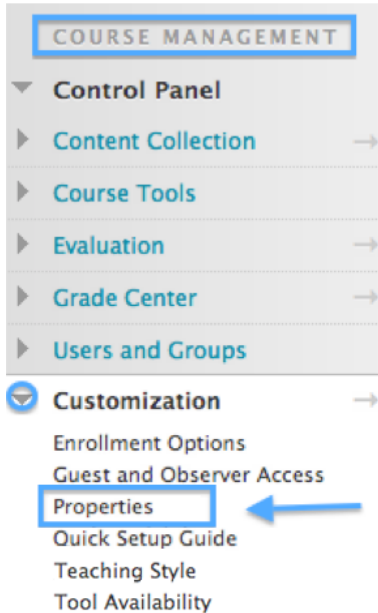 COURSE MANAGEMENT
Control Panel
Content Collection
Course Tools
Evaluation
Grade Center
Users and Groups
Customization
Enrollment Options
Guest and Observer Access
Properties
Quick Setup Guide
Teaching Style
Tool Availability